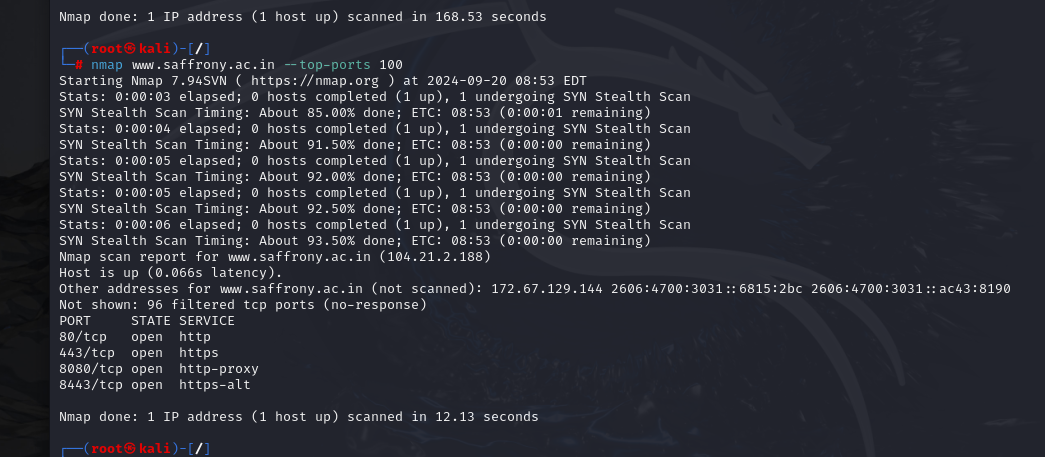 Nmap done: 1 IP address (1 host up) scanned in 168.53 seconds
┌──(root㉿kali)-[/]
└─# nmap www.saffrony.ac.in --top-ports 100
Starting Nmap 7.94SVN ( https://nmap.org ) at 2024-09-20 08:53 EDT
Stats: 0:00:03 elapsed; 0 hosts completed (1 up), 1 undergoing SYN Stealth Scan
SYN Stealth Scan Timing: About 85.00% done; ETC: 08:53 (0:00:01 remaining)
Stats: 0:00:04 elapsed; 0 hosts completed (1 up), 1 undergoing SYN Stealth Scan
SYN Stealth Scan Timing: About 91.50% done; ETC: 08:53 (0:00:00 remaining)
Stats: 0:00:05 elapsed; 0 hosts completed (1 up), 1 undergoing SYN Stealth Scan
SYN Stealth Scan Timing: About 92.00% done; ETC: 08:53 (0:00:00 remaining)
Stats: 0:00:05 elapsed; 0 hosts completed (1 up), 1 undergoing SYN Stealth Scan
SYN Stealth Scan Timing: About 92.50% done; ETC: 08:53 (0:00:00 remaining)
Stats: 0:00:06 elapsed; 0 hosts completed (1 up), 1 undergoing SYN Stealth Scan
SYN Stealth Scan Timing: About 93.50% done; ETC: 08:53 (0:00:00 remaining)
Nmap scan report for www.saffrony.ac.in (104.21.2.188)
Host is up (0.066s latency).
Other addresses for www.saffrony.ac.in (not scanned): 172.67.129.144 2606:4700:3031::6815:2bc 2606:4700:3031::ac43:8190
Not shown: 96 filtered tcp ports (no-response)
PORT     STATE SERVICE
80/tcp   open  http
443/tcp  open  https
8080/tcp open  http-proxy
8443/tcp open  https-alt
Nmap done: 1 IP address (1 host up) scanned in 12.13 seconds
┌──(root㉿kali)-[/]